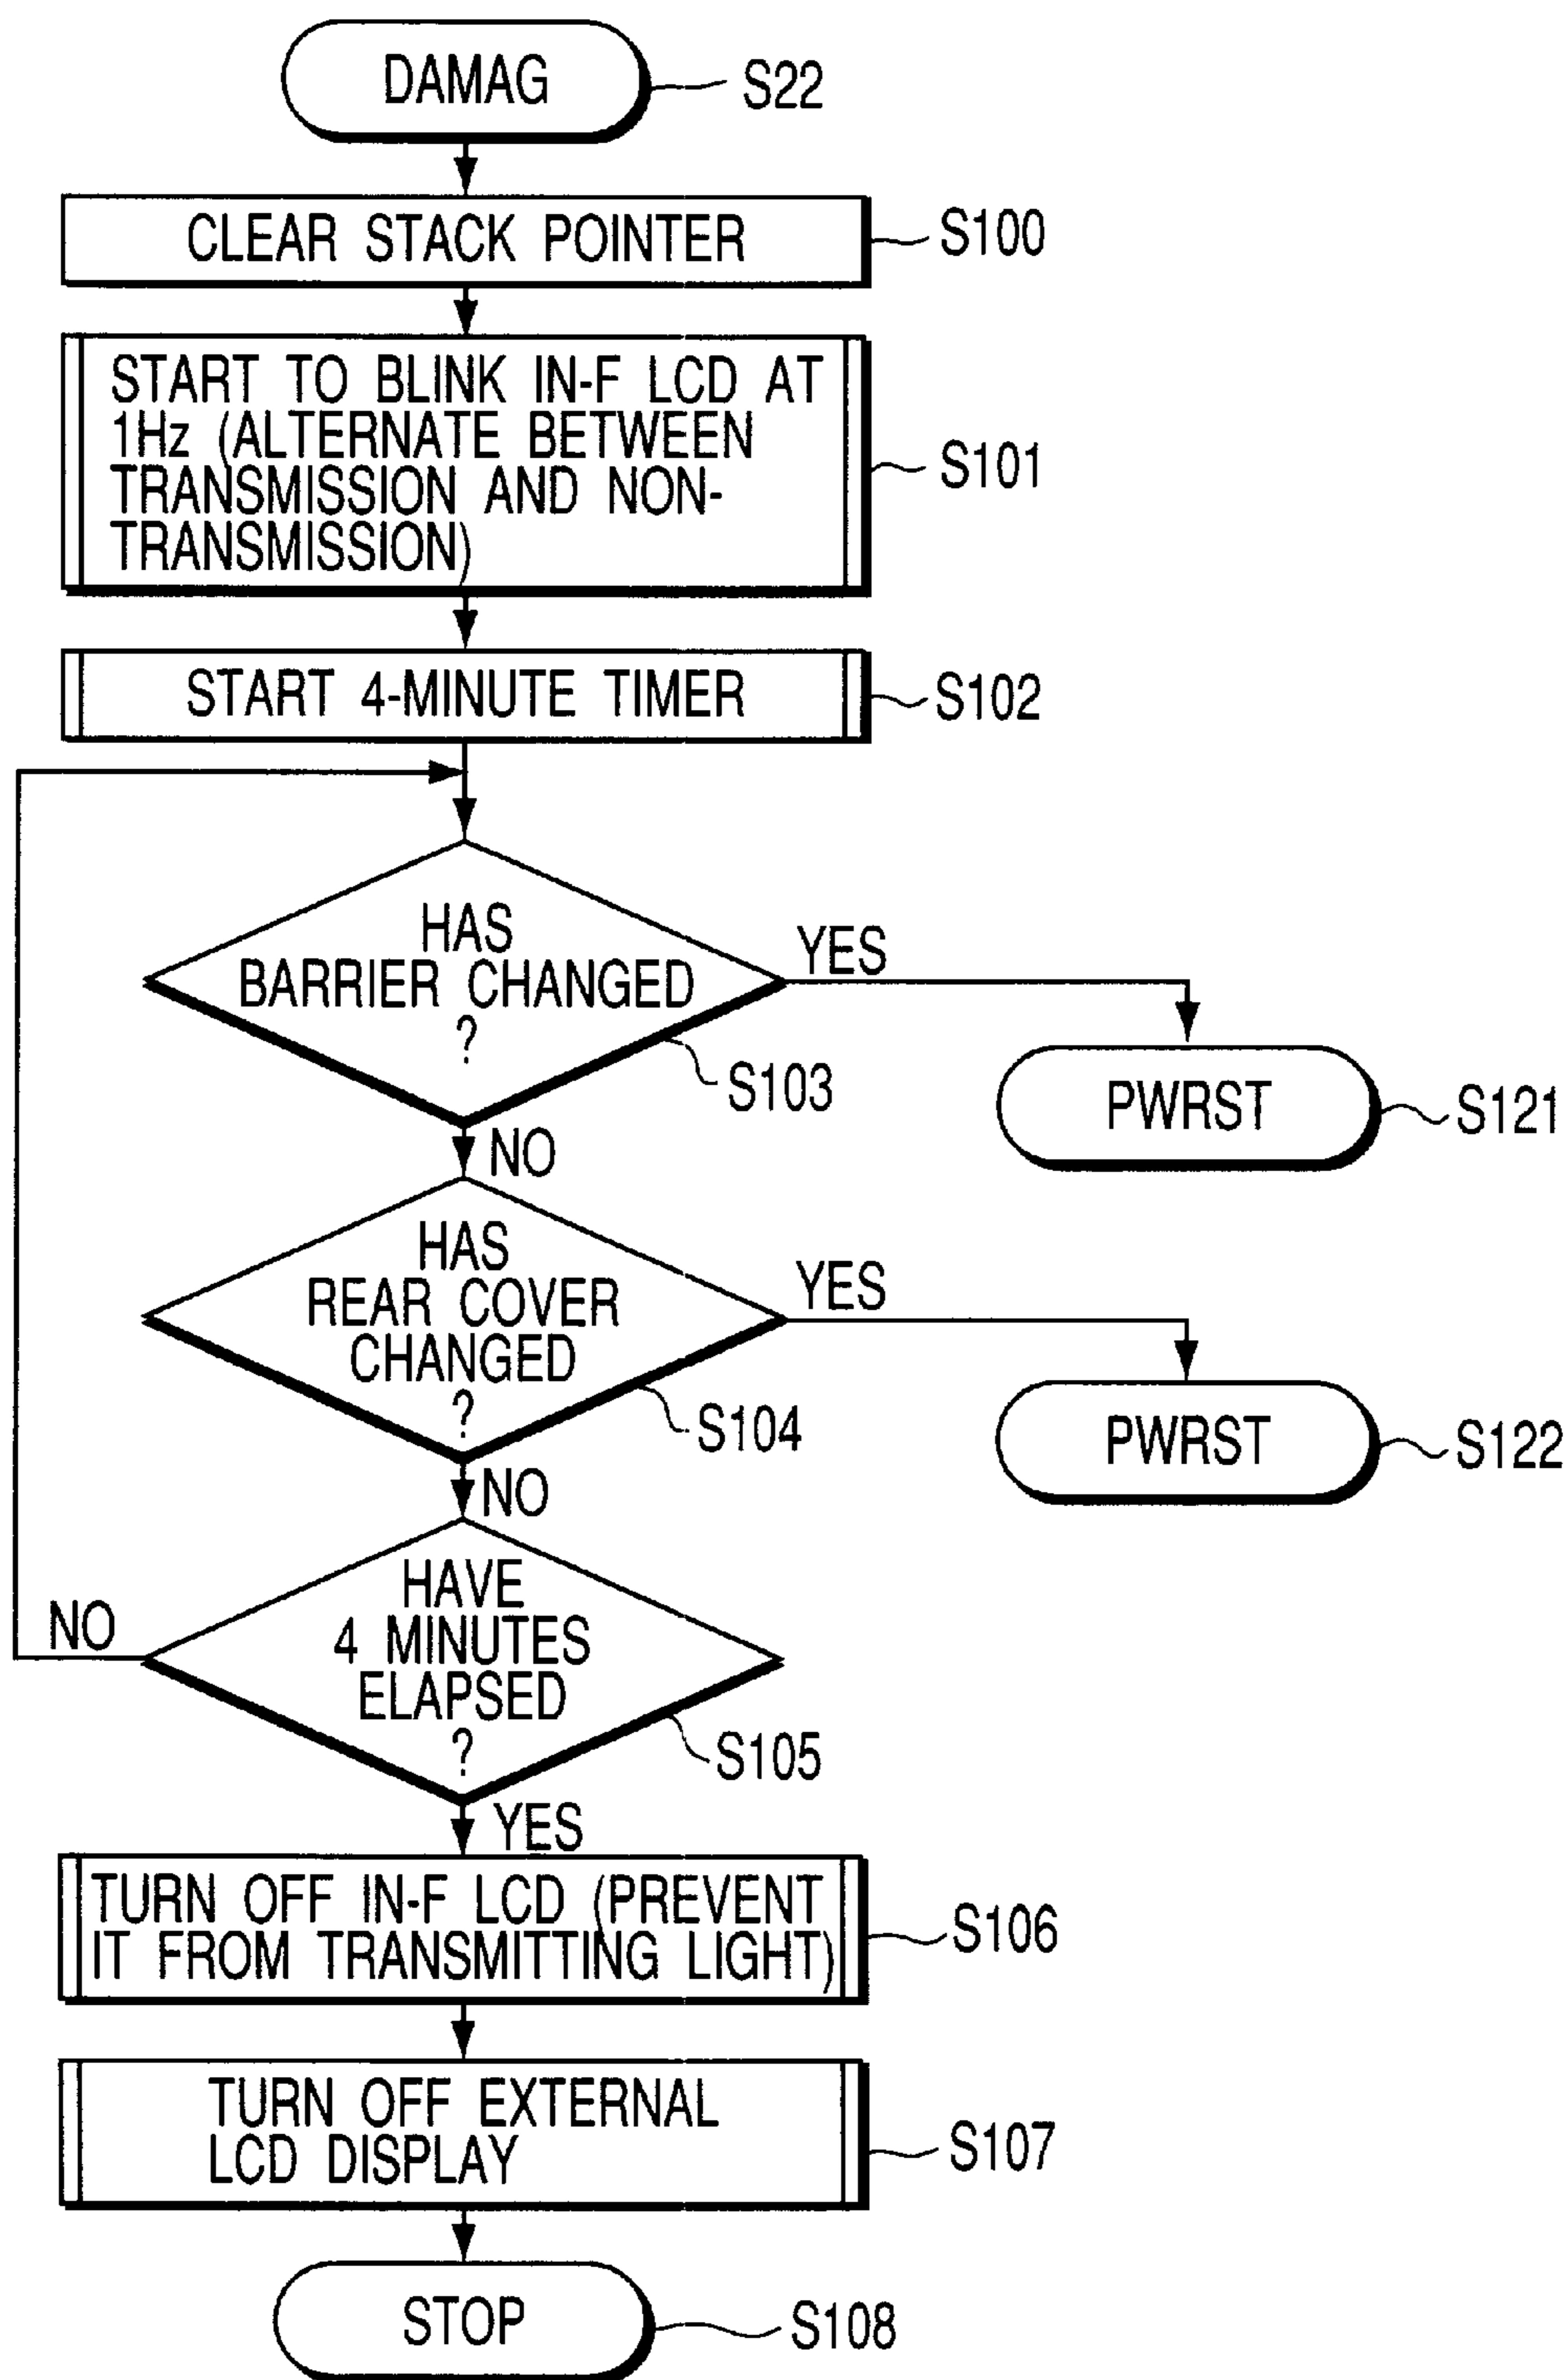 DAMAG
S22
CLEAR STACK POINTER
S100
START TO BLINK IN-F LCD AT
1Hz (ALTERNATE BETWEEN
TRANSMISSION AND NON-
TRANSMISSION)
S101
START 4-MINUTE TIMER
S102
HAS
BARRIER CHANGED
?
YES
S103
PWRST
S121
NO
HAS
REAR COVER
CHANGED
?
YES
S104
PWRST
S122
NO
HAVE
4 MINUTES
ELAPSED
?
NO
S105
YES
TURN OFF IN-F LCD (PREVENT
IT FROM TRANSMITTING LIGHT)
S106
TURN OFF EXTERNAL
LCD DISPLAY
S107
STOP
S108